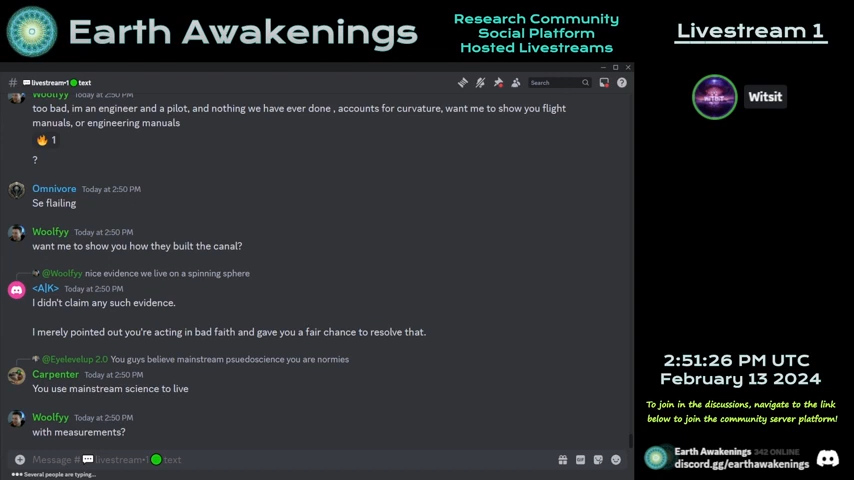 Earth Awakenings
Research Community
Social Platform
Hosted Livestreams
Livestream 1
# livestream•1 text
Search
Woolfyy Today at 2:50 PM
too bad, im an engineer and a pilot, and nothing we have ever done , accounts for curvature, want me to show you flight
manuals, or engineering manuals
1
?
Omnivore Today at 2:50 PM
Se flailing
Woolfyy Today at 2:50 PM
want me to show you how they built the canal?
@Woolfyy nice evidence we live on a spinning sphere
<A|K> Today at 2:50 PM
I didn't claim any such evidence.
I merely pointed out you're acting in bad faith and gave you a fair chance to resolve that.
@Eyelevelup 2.0 You guys believe mainstream psuedoscience you are normies
Carpenter Today at 2:50 PM
You use mainstream science to live
Woolfyy Today at 2:50 PM
with measurements?
Message # livestream•1 text
GIF
Several people are typing...
WITSIT
Witsit
2:51:26 PM UTC
February 13 2024
To join in the discussions, navigate to the link
below to join the community server platform!
Earth Awakenings 342 ONLINE
discord.gg/earthawakenings